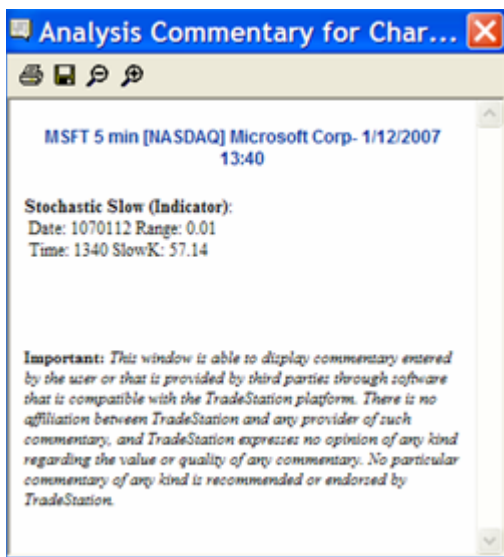 Analysis Commentary for Char...
MSFT 5 min [NASDAQ] Microsoft Corp- 1/12/2007
13:40
Stochastic Slow (Indicator):
Date: 1070112 Range: 0.01
Time: 1340 SlowK: 57.14
Important: This window is able to display commentary entered
by the user or that is provided by third parties through software
that is compatible with the TradeStation platform. There is no
affiliation between TradeStation and any provider of such
commentary, and TradeStation expresses no opinion of any kind
regarding the value or quality of any commentary. No particular
commentary of any kind is recommended or endorsed by
TradeStation.